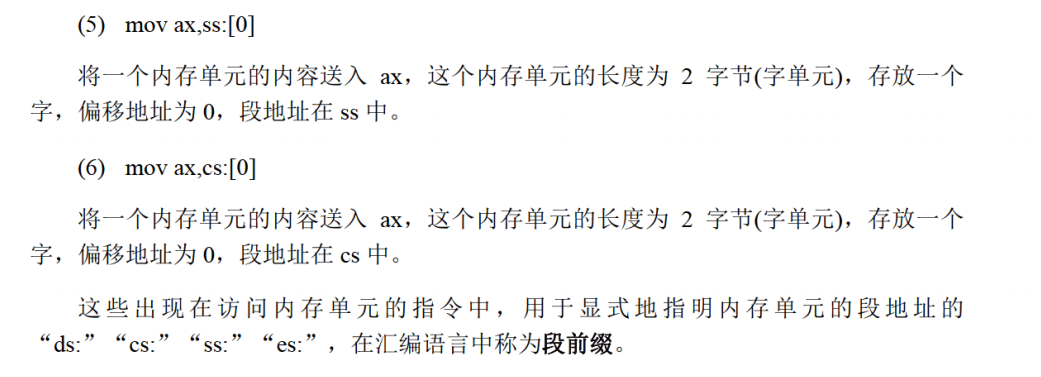 (5) mov ax,ss:[0]
将一个内存单元的内容送入 ax，这个内存单元的长度为 2 字节(字单元)，存放一个
字，偏移地址为 0，段地址在 ss 中。
(6) mov ax,cs:[0]
将一个内存单元的内容送入 ax，这个内存单元的长度为 2 字节(字单元)，存放一个
字，偏移地址为 0，段地址在 cs 中。
这些出现在访问内存单元的指令中，用于显式地指明内存单元的段地址的
“ds:”“cs:”“ss:”“es:”，在汇编语言中称为段前缀。